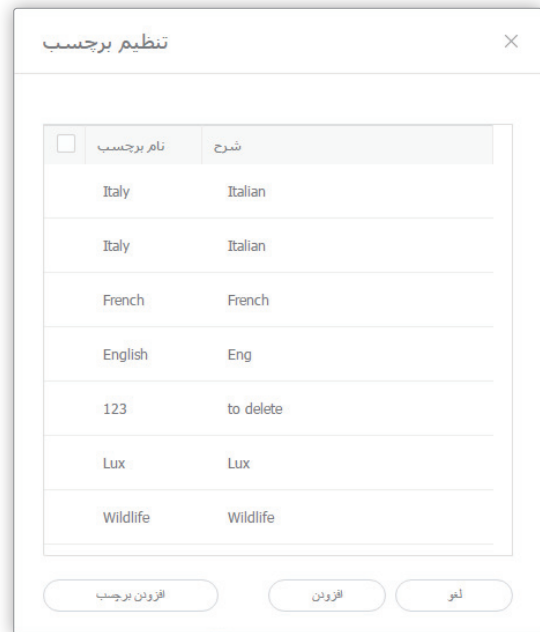 تنظیم برچسب
نام برچسب شرح
Italy Italian
Italy Italian
French French
English Eng
123 to delete
Lux Lux
Wildlife Wildlife
افزودن برچسب افزودن لغو